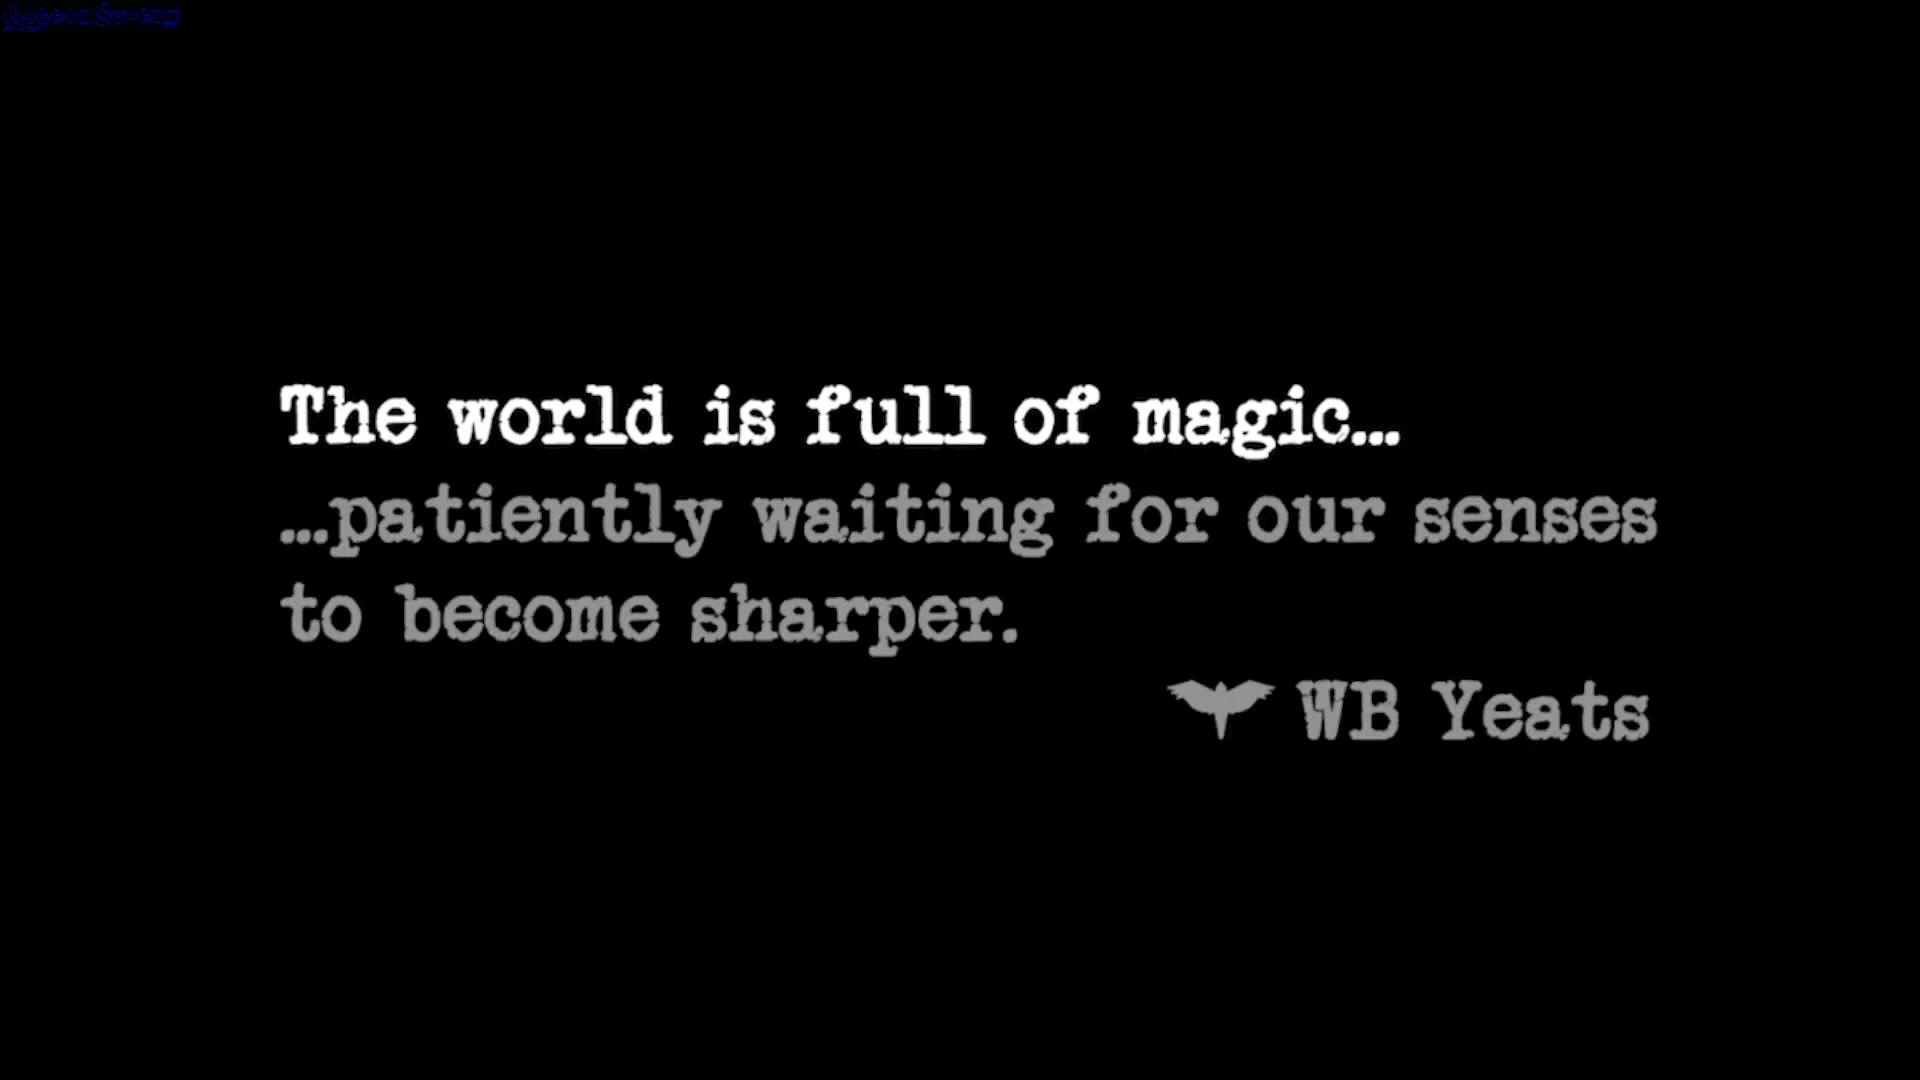 The world is full of magic...
...patiently waiting for our senses
to become sharper.
WB Yeats